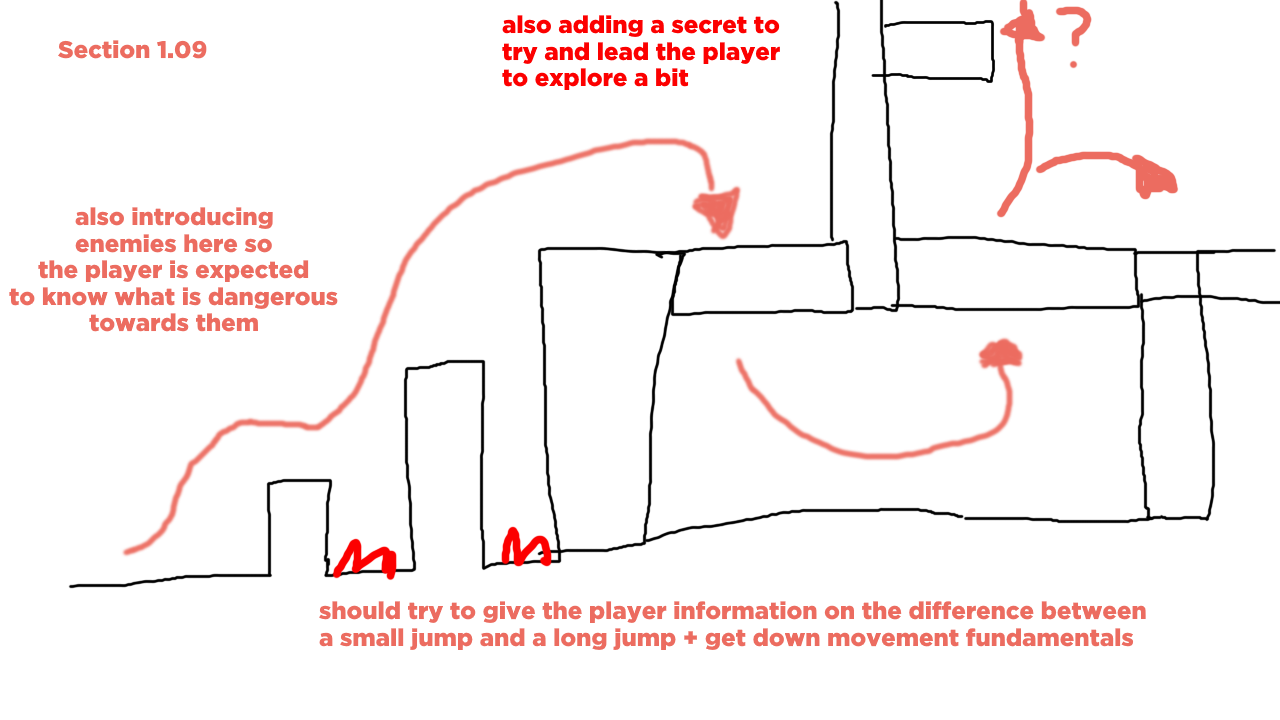 Section 1.09
also adding a secret to
try and lead the player
to explore a bit
?
also introducing
enemies here so
the player is expected
to know what is dangerous
towards them
should try to give the player information on the difference between
a small jump and a long jump + get down movement fundamentals